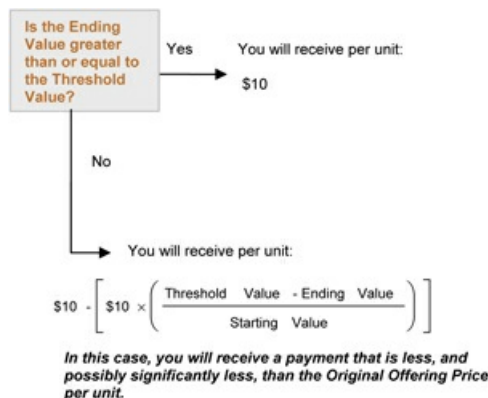 Is the Ending
Value greater
than or equal to
the Threshold
Value?
Yes
You will receive per unit:
$10
No
You will receive per unit:
$10 - [ $10 × ( Threshold Value - Ending Value
Starting Value ) ]
In this case, you will receive a payment that is less, and
possibly significantly less, than the Original Offering Price
per unit.